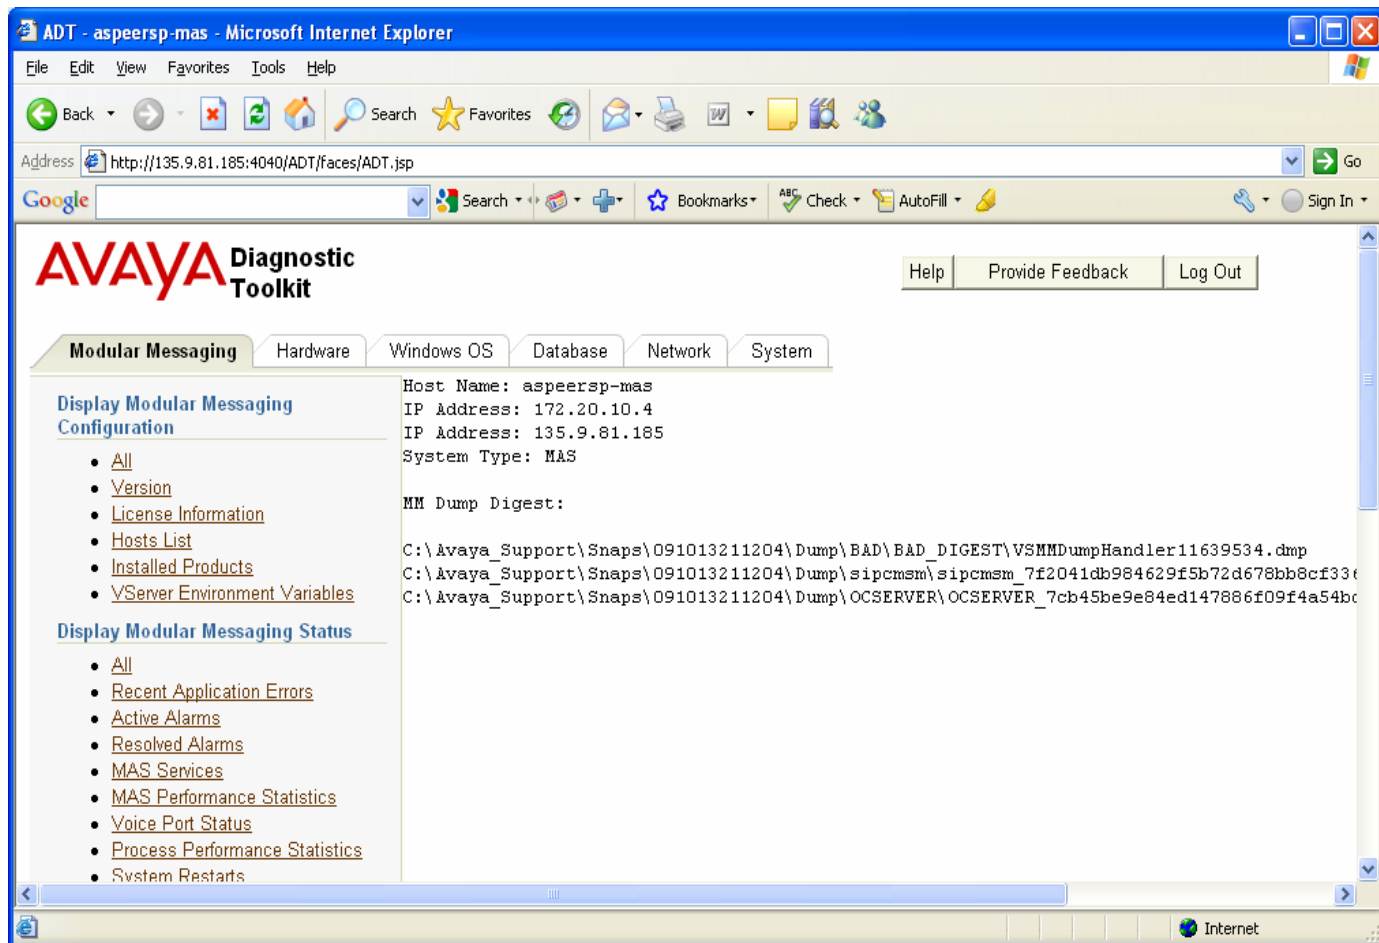 ADT - aspeersp-mas - Microsoft Internet Explorer
File Edit View Favorites Tools Help
Back Search Favorites
Address http://135.9.81.185:4040/ADT/faces/ADT.jsp Go
Google Search Bookmarks ABC Check AutoFill Sign In
AVAYA Diagnostic Toolkit
Help Provide Feedback Log Out
Modular Messaging Hardware Windows OS Database Network System
Display Modular Messaging
Configuration
All
Version
License Information
Hosts List
Installed Products
VServer Environment Variables
Display Modular Messaging Status
All
Recent Application Errors
Active Alarms
Resolved Alarms
MAS Services
MAS Performance Statistics
Voice Port Status
Process Performance Statistics
System Restarts
Host Name: aspeersp-mas
IP Address: 172.20.10.4
IP Address: 135.9.81.185
System Type: MAS
MM Dump Digest:
C:\Avaya_Support\Snaps\091013211204\Dump\BAD\BAD_DIGEST\VSMMDumpHandler11639534.dmp
C:\Avaya_Support\Snaps\091013211204\Dump\sipcmsm\sipcmsm_7f2041db984629f5b72d678bb8cf336
C:\Avaya_Support\Snaps\091013211204\Dump\OCSERVER\OCSERVER_7cb45be9e84ed147886f09f4a54bc
Internet